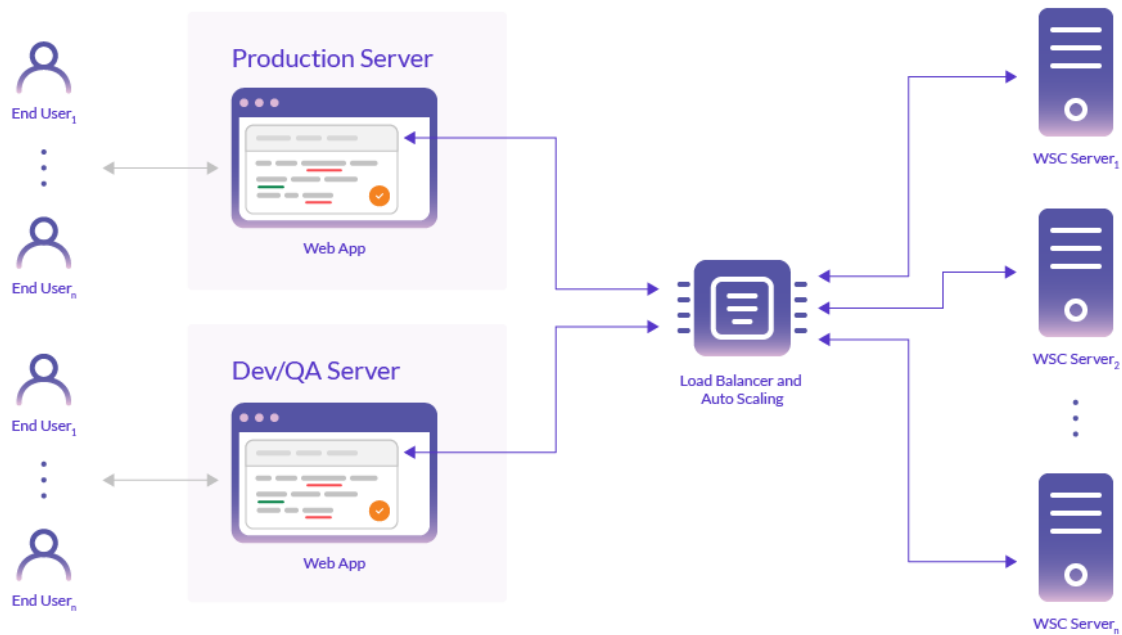 End User1
End Usern
Production Server
Web App
End User1
End Usern
Dev/QA Server
Web App
Load Balancer and
Auto Scaling
WSC Server1
WSC Server2
WSC Servern